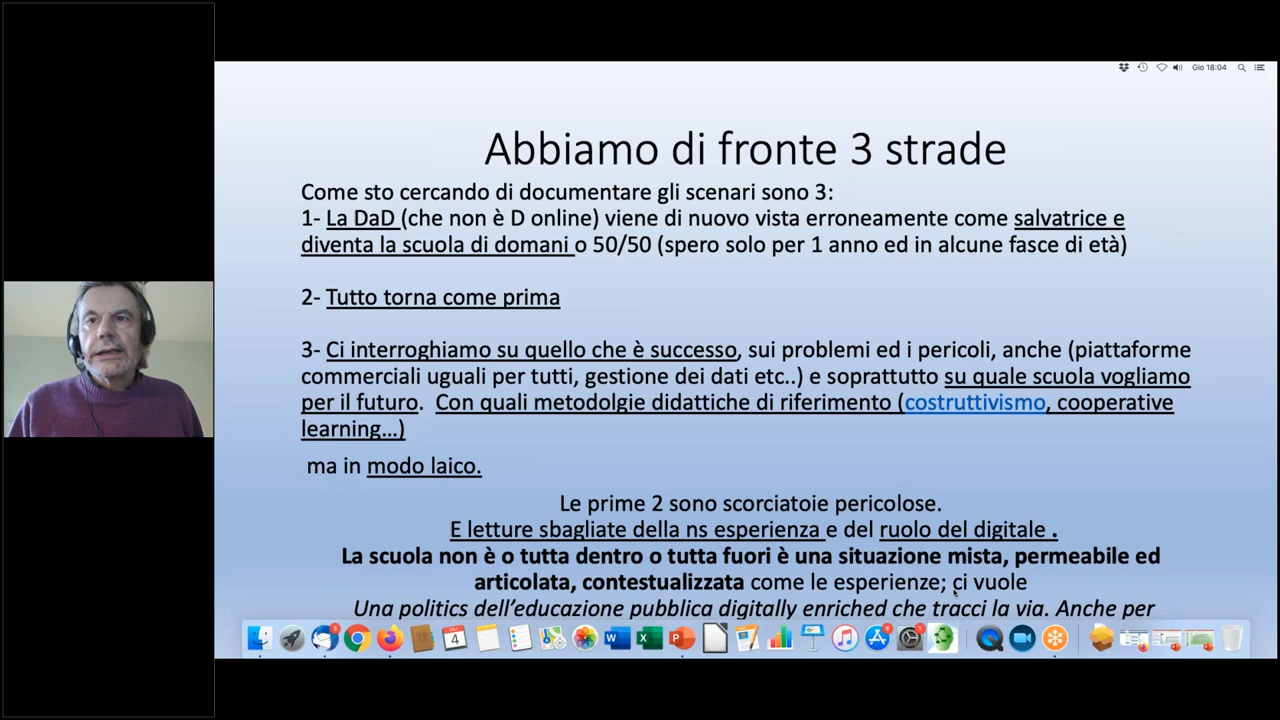 Gio 18:04
Abbiamo di fronte 3 strade
Come sto cercando di documentare gli scenari sono 3:
1- La DaD (che non è D online) viene di nuovo vista erroneamente come salvatrice e
diventa la scuola di domani o 50/50 (spero solo per 1 anno ed in alcune fasce di età)
2- Tutto torna come prima
3- Ci interroghiamo su quello che è successo, sui problemi ed i pericoli, anche (piattaforme
commerciali uguali per tutti, gestione dei dati etc..) e soprattutto su quale scuola vogliamo
per il futuro. Con quali metodolgie didattiche di riferimento (costruttivismo, cooperative
learning…)
ma in modo laico.
Le prime 2 sono scorciatoie pericolose.
E letture sbagliate della ns esperienza e del ruolo del digitale .
La scuola non è o tutta dentro o tutta fuori è una situazione mista, permeabile ed
articolata, contestualizzata come le esperienze; ci vuole
Una politics dell’educazione pubblica digitally enriched che tracci la via. Anche per
4